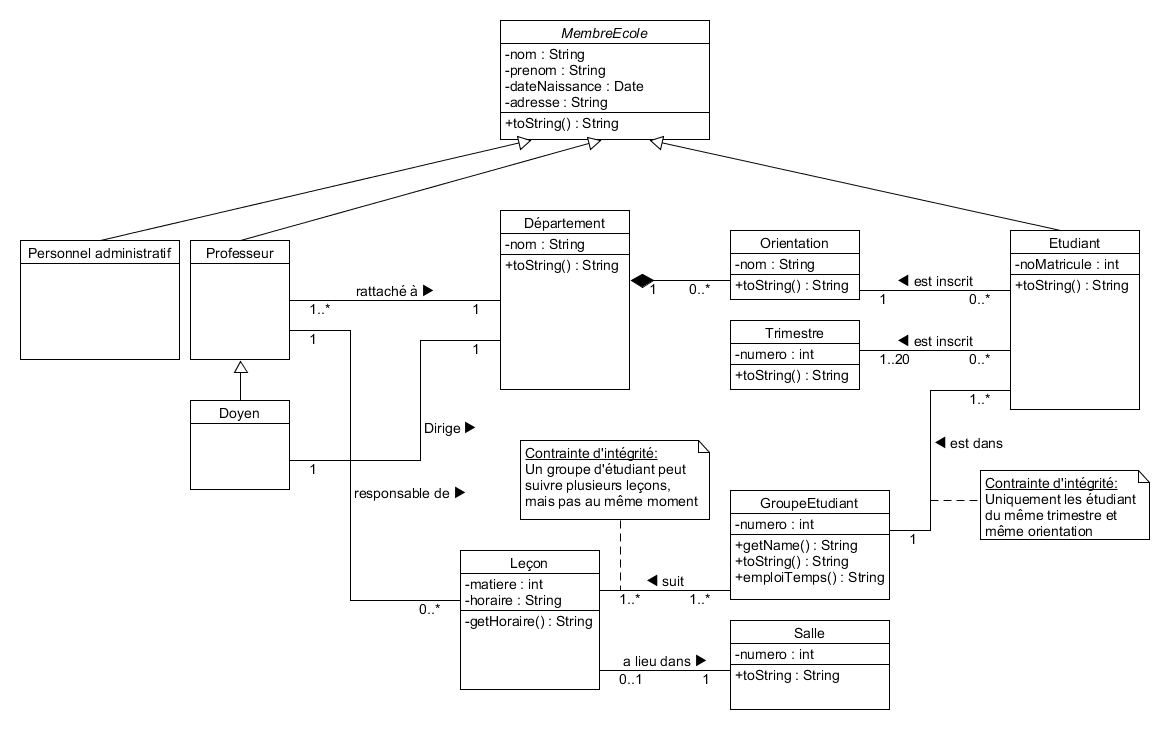 MembreEcole
-nom : String
-prenom : String
-dateNaissance : Date
-adresse : String
+toString() : String
Personnel administratif
Professeur
Département
-nom : String
+toString() : String
Orientation
-nom : String
+toString() : String
Etudiant
-noMatricule : int
+toString() : String
rattaché à ▶
1..*
1
1
0..*
◀ est inscrit
1
0..*
Trimestre
-numero : int
+toString() : String
◀ est inscrit
1..20
0..*
1
1
Doyen
Dirige ▶
1
responsable de ▶
1..*
◀ est dans
Contrainte d'intégrité:
Un groupe d'étudiant peut
suivre plusieurs leçons,
mais pas au même moment
Contrainte d'intégrité:
Uniquement les étudiant
du même trimestre et
même orientation
GroupeEtudiant
-numero : int
+getName() : String
+toString() : String
+emploiTemps() : String
1
Leçon
-matiere : int
-horaire : String
-getHoraire() : String
0..*
◀ suit
1..*
1..*
Salle
-numero : int
+toString : String
a lieu dans ▶
0..1
1